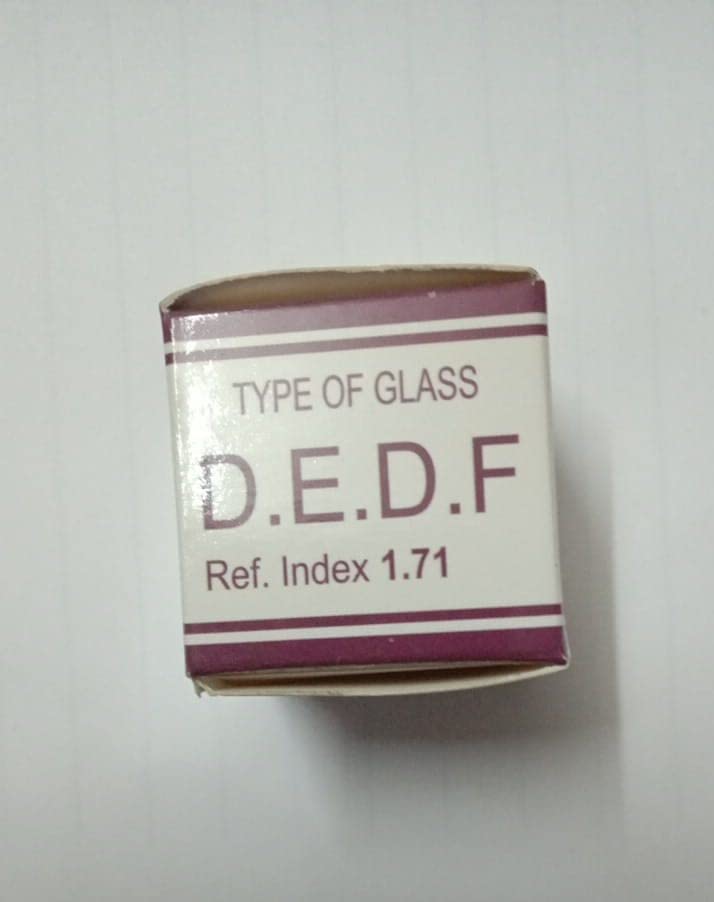 TYPE OF GLASS
D.E.D.F
Ref. Index 1.71